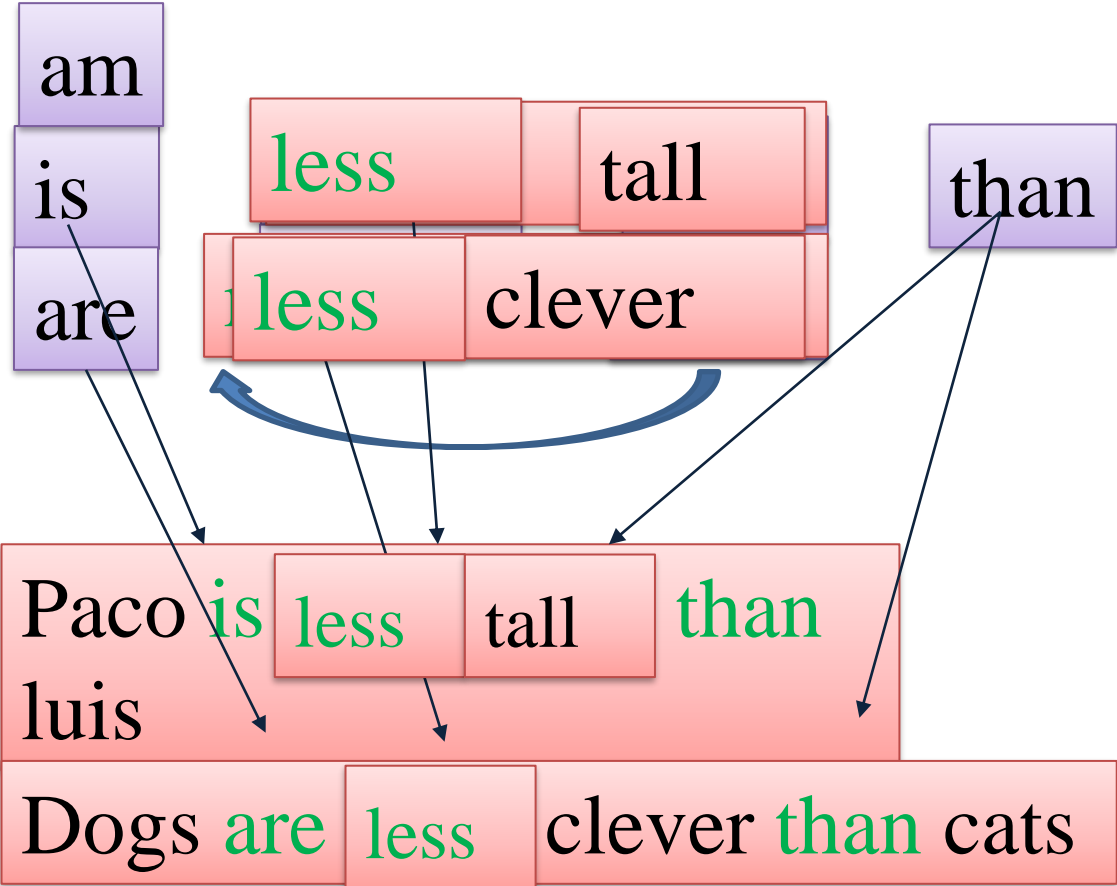 am
is
are
less tall
less clever
than
Paco is less tall than
luis
Dogs are less clever than cats